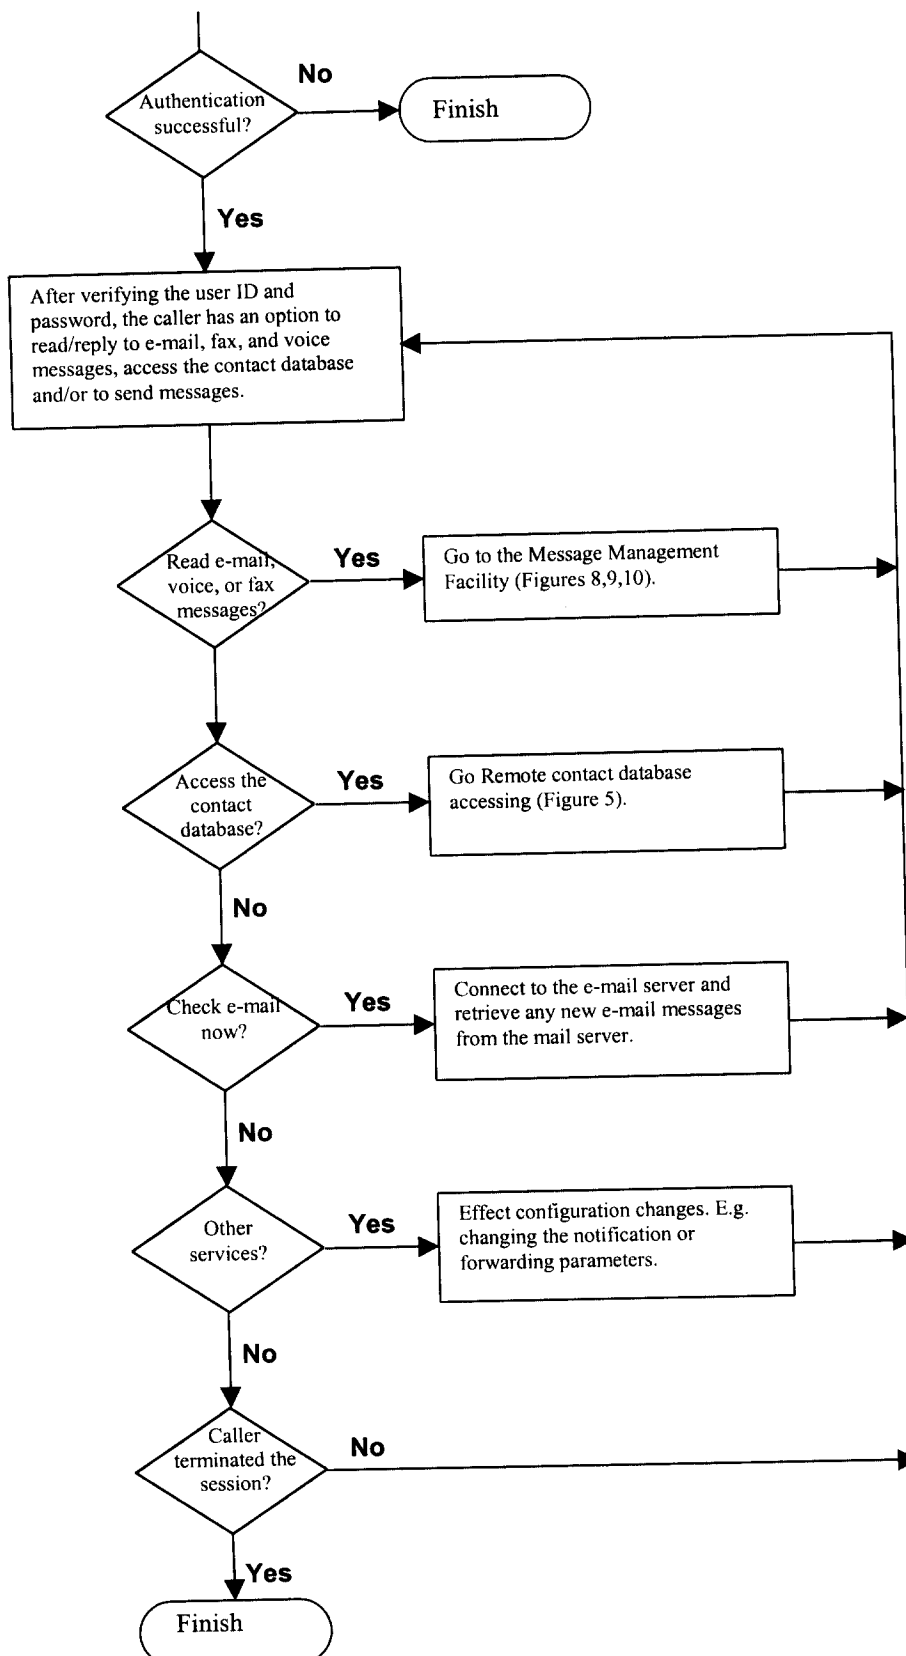 No
Authentication
successful?
Finish
Yes
After verifying the user ID and
password, the caller has an option to
read/reply to e-mail, fax, and voice
messages, access the contact database
and/or to send messages.
Read e-mail,
voice, or fax
messages?
Yes
Go to the Message Management
Facility (Figures 8,9,10).
Access the
contact
database?
Yes
Go Remote contact database
accessing (Figure 5).
No
Check e-mail
now?
Yes
Connect to the e-mail server and
retrieve any new e-mail messages
from the mail server.
No
Other
services?
Yes
Effect configuration changes. E.g.
changing the notification or
forwarding parameters.
No
Caller
terminated the
session?
No
Yes
Finish